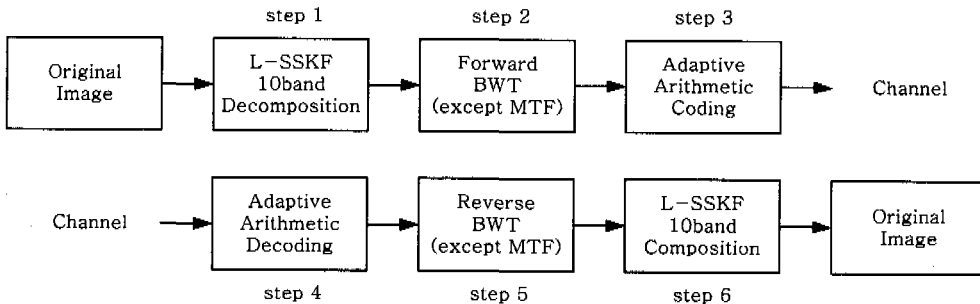 step 1
step 2
step 3
Original
Image
L-SSKF
10band
Decomposition
Forward
BWT
(except MTF)
Adaptive
Arithmetic
Coding
Channel
Channel
Adaptive
Arithmetic
Decoding
Reverse
BWT
(except MTF)
L-SSKF
10band
Composition
Original
Image
step 4
step 5
step 6